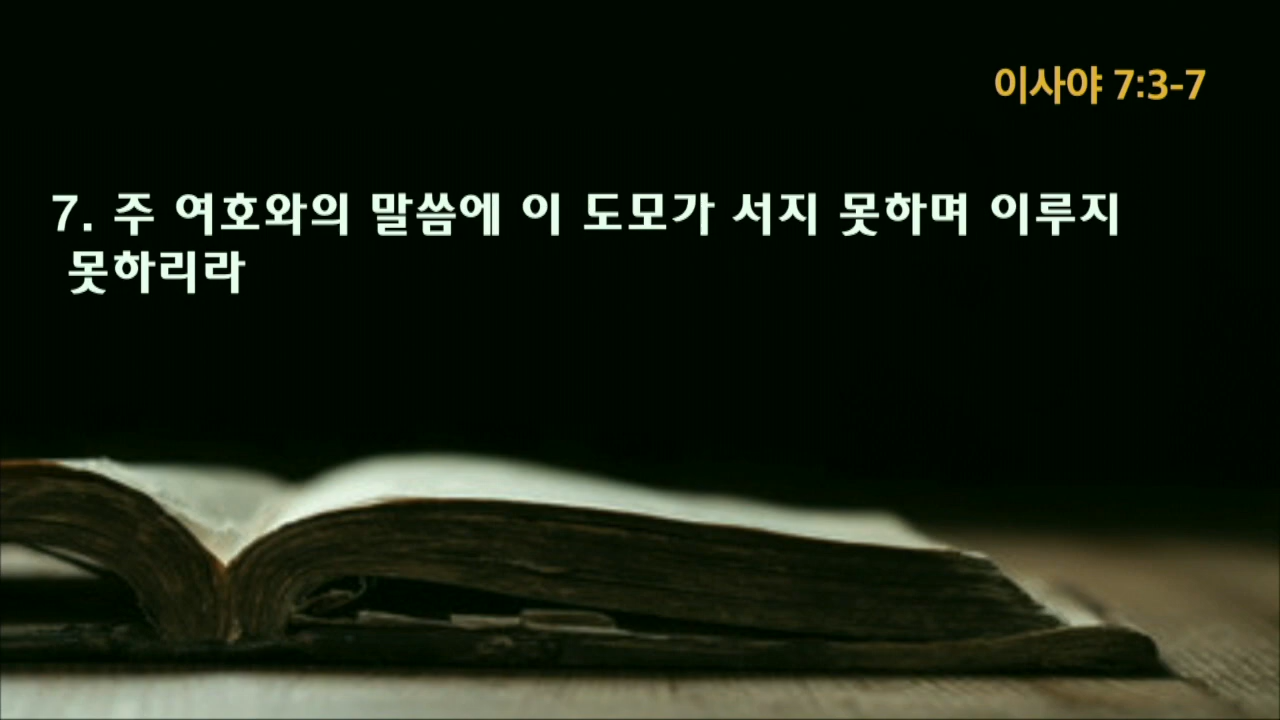 이사야 7:3-7
7. 주 여호와의 말씀에 이 도모가 서지 못하며 이루지
못하리라